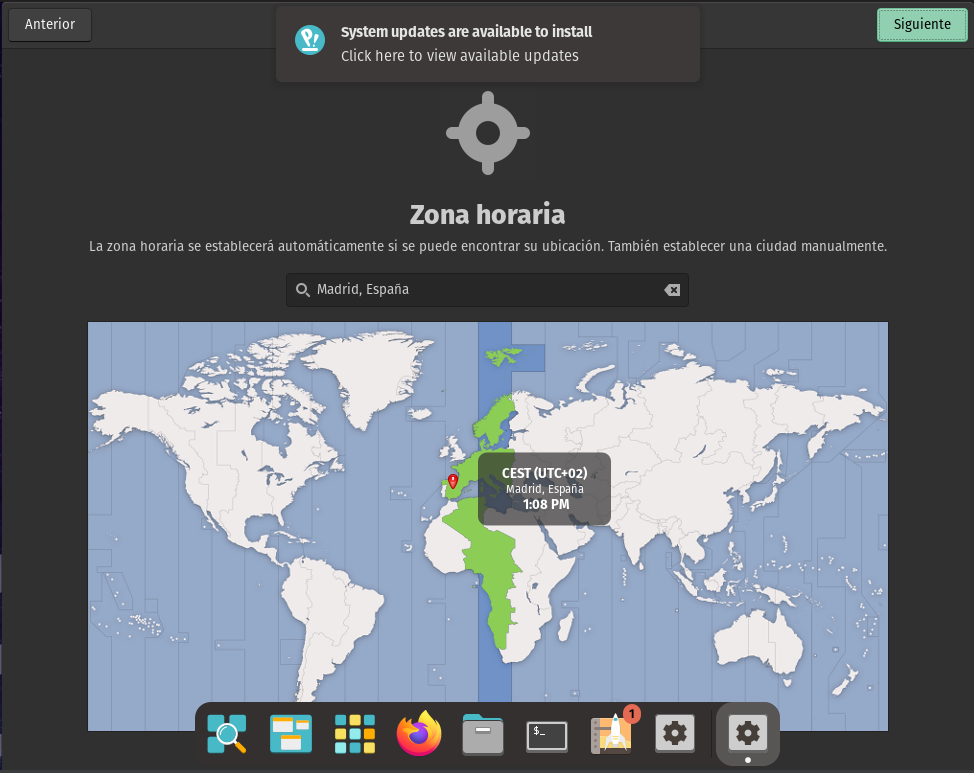 Anterior
System updates are available to install
Click here to view available updates
Siguiente
Zona horaria
La zona horaria se establecerá automáticamente si se puede encontrar su ubicación. También establecer una ciudad manualmente.
Madrid, España
CEST (UTC+02)
Madrid, España
1:08 PM
$_
1